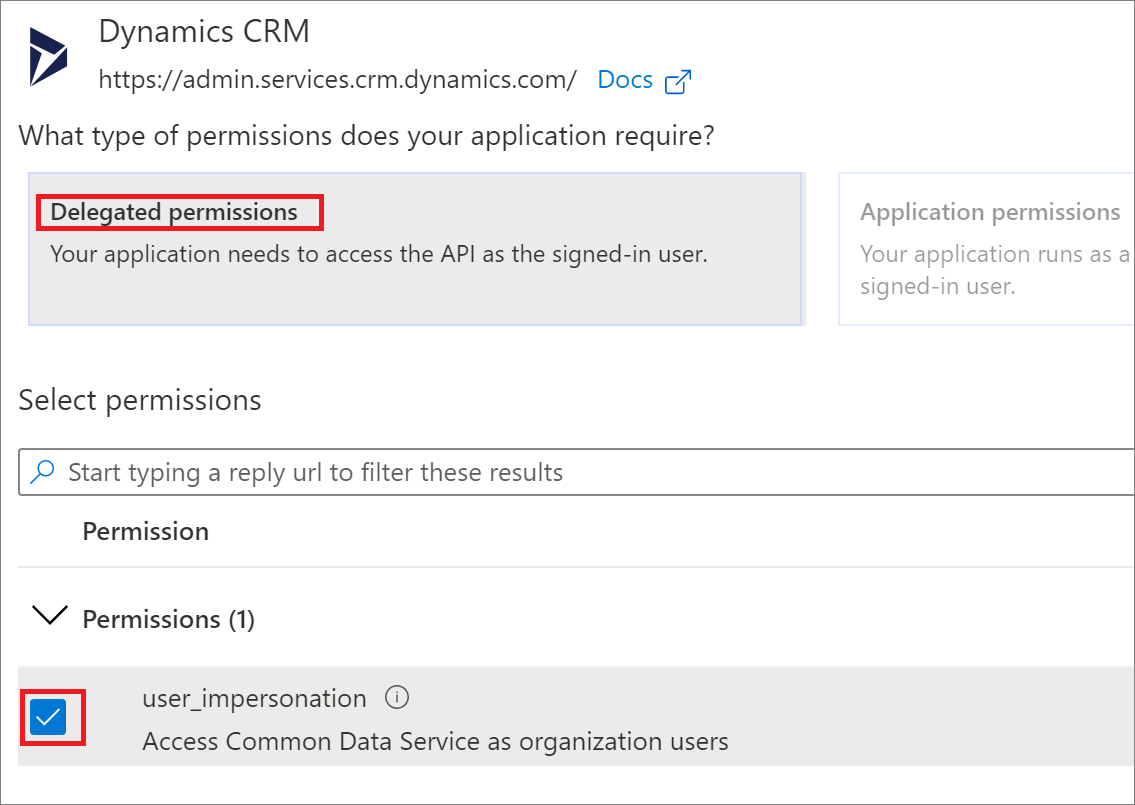 Dynamics CRM
https://admin.services.crm.dynamics.com/ Docs
What type of permissions does your application require?
Delegated permissions
Your application needs to access the API as the signed-in user.
Application permissions
Your application runs as a
signed-in user.
Select permissions
Start typing a reply url to filter these results
Permission
Permissions (1)
user_impersonation
Access Common Data Service as organization users